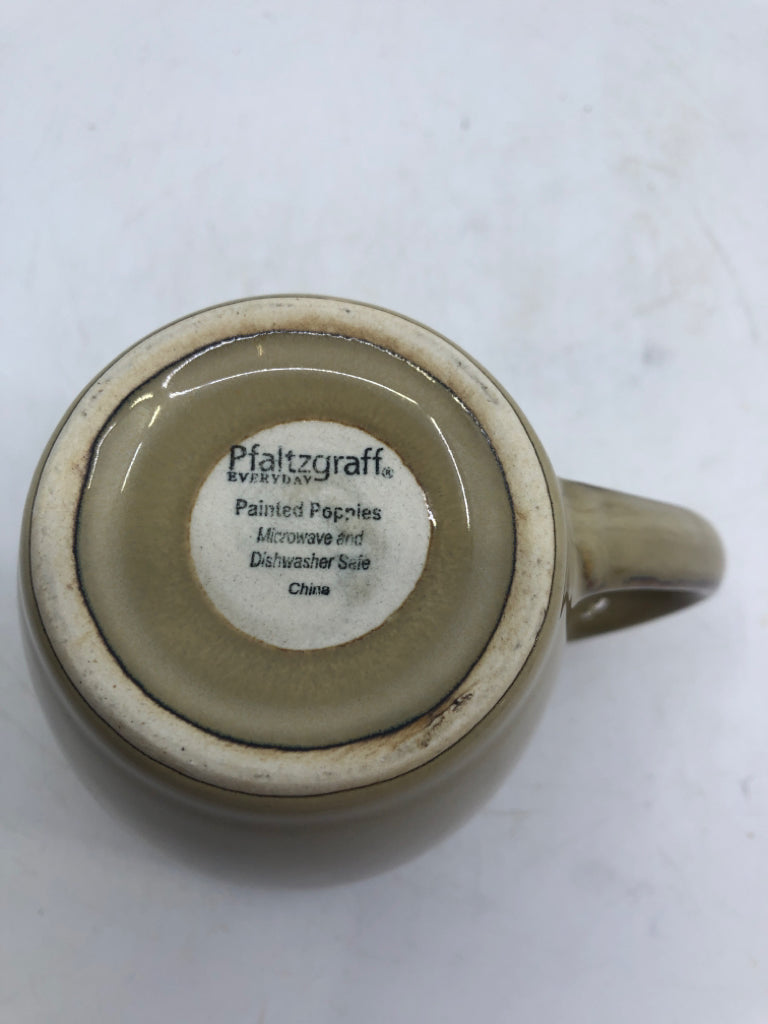 Pfaltzgraff®
EVERYDAY
Painted Poppies
Microwave and
Dishwasher Safe
China